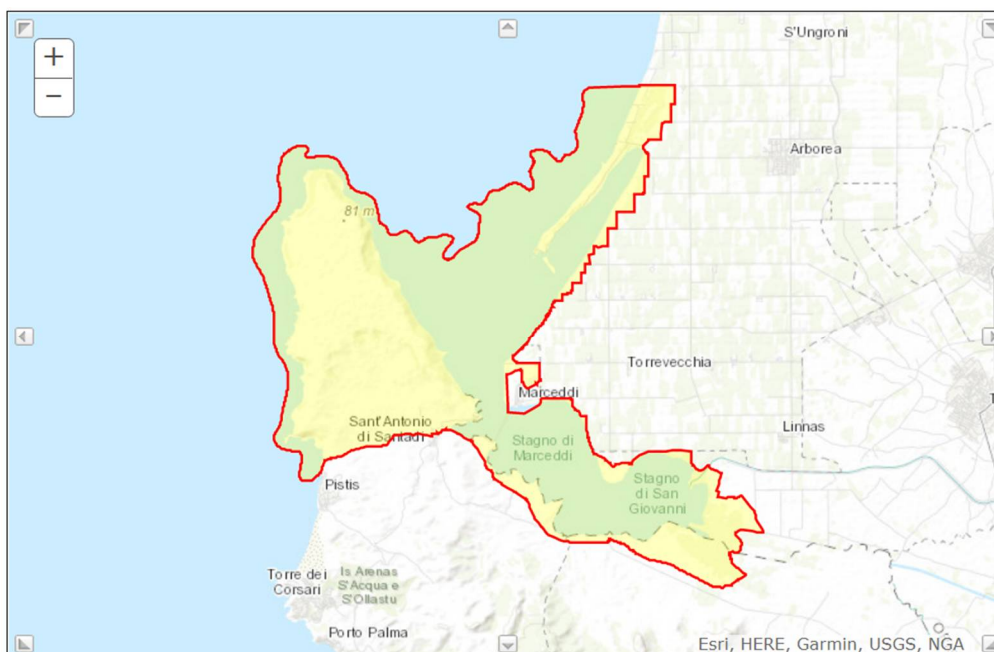 S'Ungroni
+
−
Arborea
81 m
Torrevecchia
Marceddi
Sant'Antonio
di Santadi
Linnas
Stagno di
Marceddi
Stagno
di San
Giovanni
Pistis
Torre dei
Corsari
Is Arenas
S'Acqua e
S'Ollastu
Porto Palma
Esri, HERE, Garmin, USGS, NGA